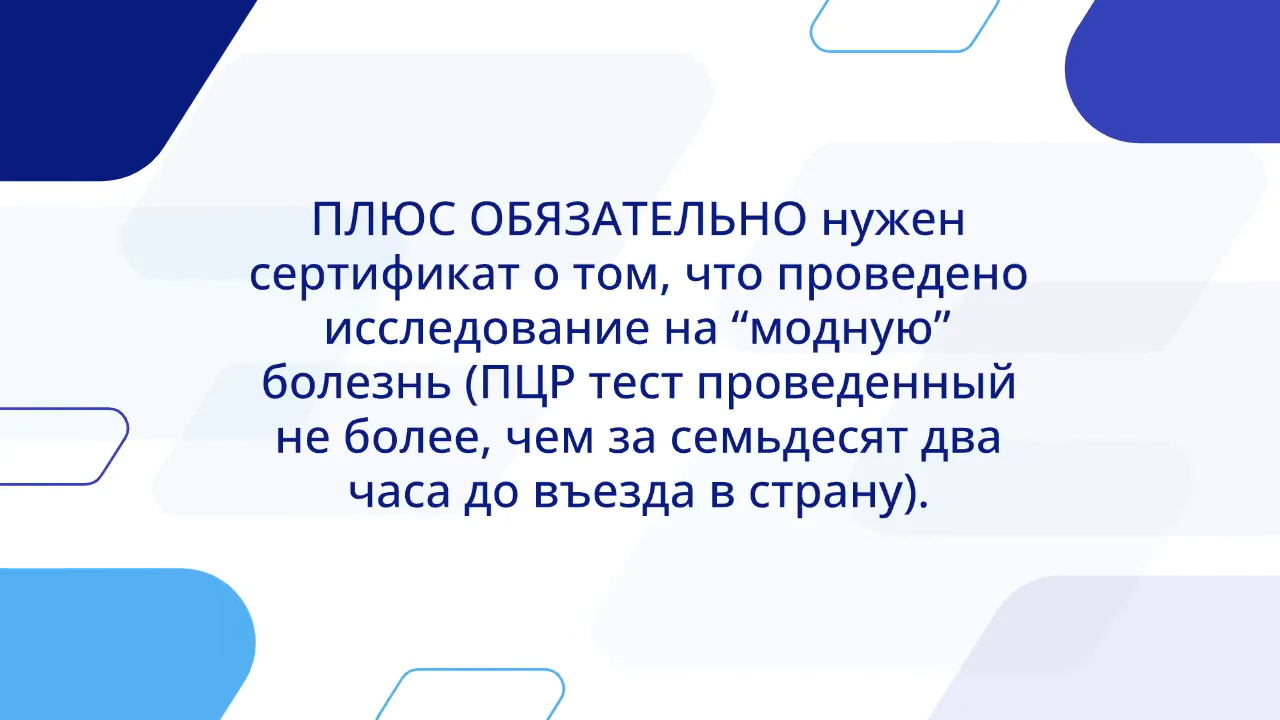 ПЛЮС ОБЯЗАТЕЛЬНО нужен
сертификат о том, что проведено
исследование на “модную”
болезнь (ПЦР тест проведенный
не более, чем за семьдесят два
часа до въезда в страну).